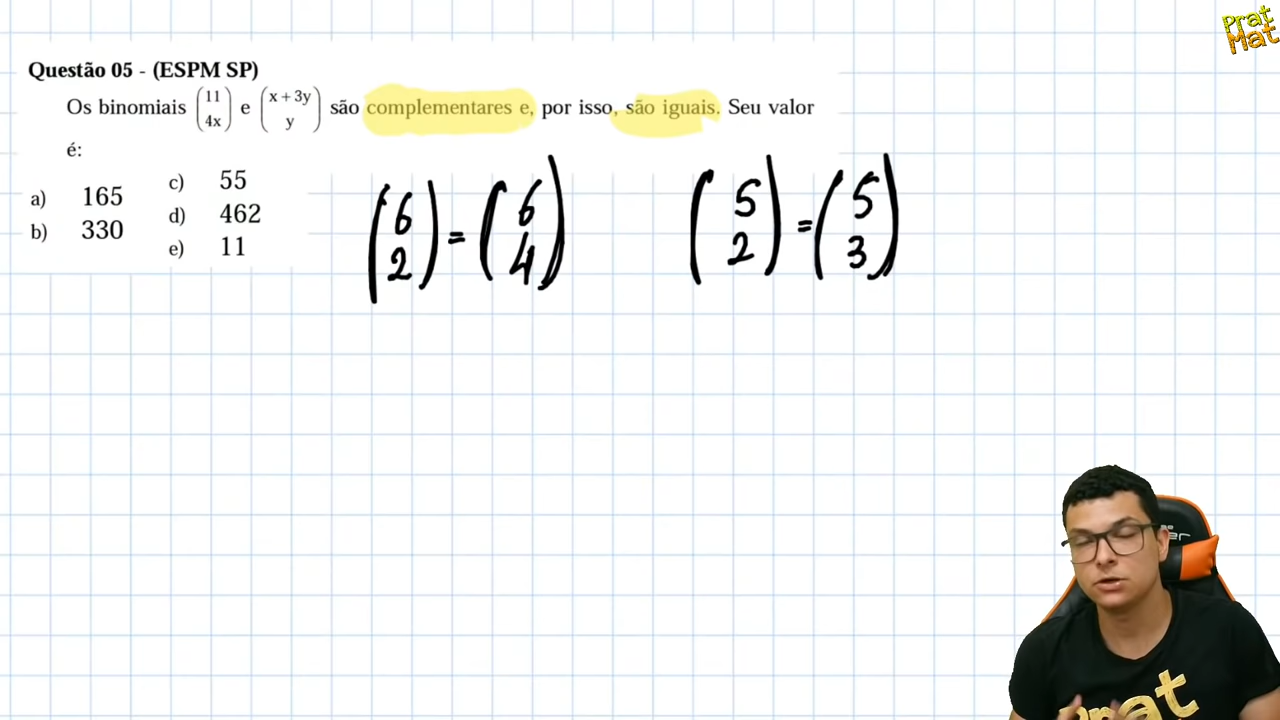 Prat
Mat
Questão 05 - (ESPM SP)
Os binomiais (11 4x) e (x + 3y y) são complementares e, por isso, são iguais. Seu valor
é:
a) 165
b) 330
c) 55
d) 462
e) 11
(6 2) = (6 4)
(5 2) = (5 3)
Prat